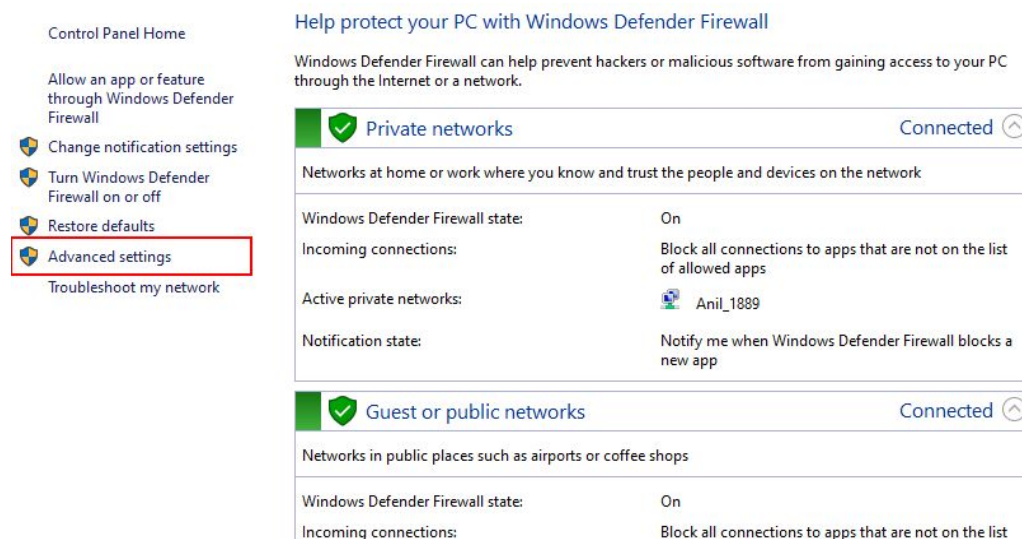 Control Panel Home
Allow an app or feature
through Windows Defender
Firewall
Change notification settings
Turn Windows Defender
Firewall on or off
Restore defaults
Advanced settings
Troubleshoot my network
Help protect your PC with Windows Defender Firewall
Windows Defender Firewall can help prevent hackers or malicious software from gaining access to your PC
through the Internet or a network.
Private networks Connected
Networks at home or work where you know and trust the people and devices on the network
Windows Defender Firewall state: On
Incoming connections: Block all connections to apps that are not on the list
of allowed apps
Active private networks: Anil_1889
Notification state: Notify me when Windows Defender Firewall blocks a
new app
Guest or public networks Connected
Networks in public places such as airports or coffee shops
Windows Defender Firewall state: On
Incoming connections: Block all connections to apps that are not on the list